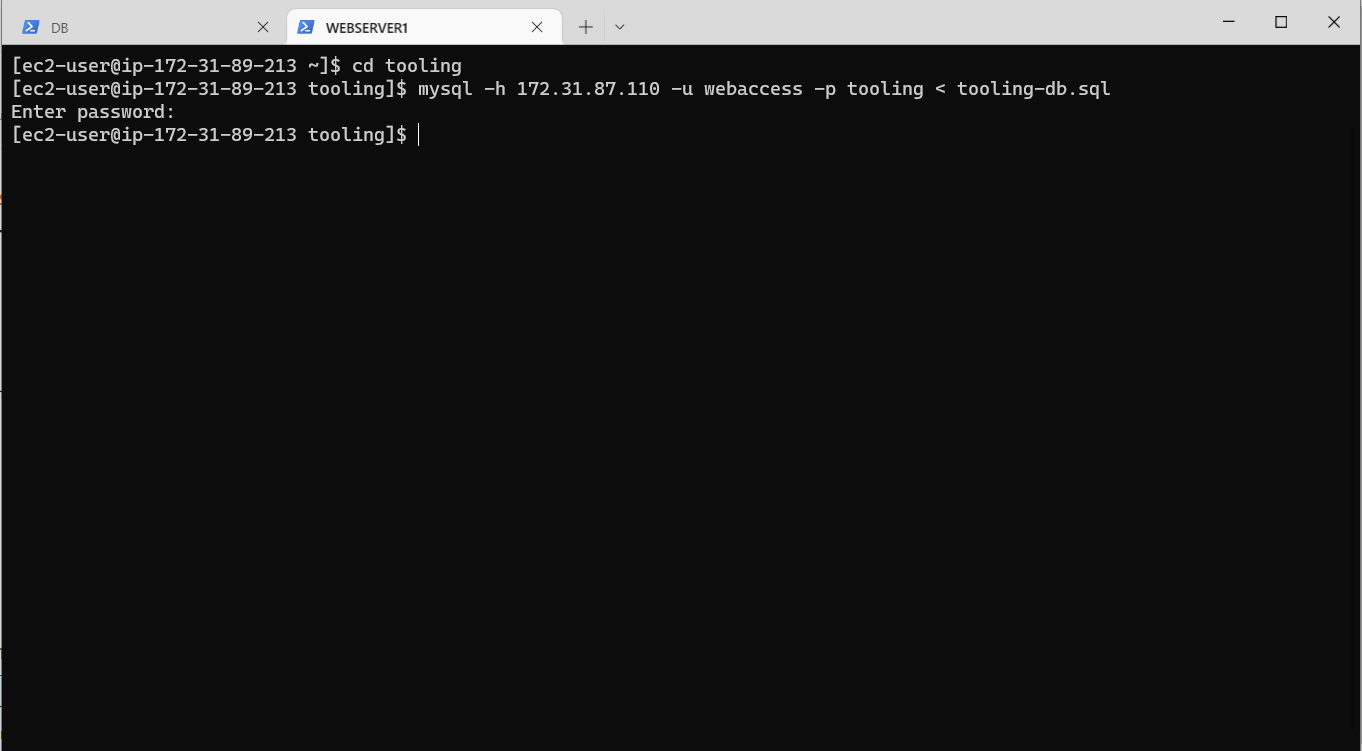 DB
WEBSERVER1
[ec2-user@ip-172-31-89-213 ~]$ cd tooling
[ec2-user@ip-172-31-89-213 tooling]$ mysql -h 172.31.87.110 -u webaccess -p tooling < tooling-db.sql
Enter password:
[ec2-user@ip-172-31-89-213 tooling]$